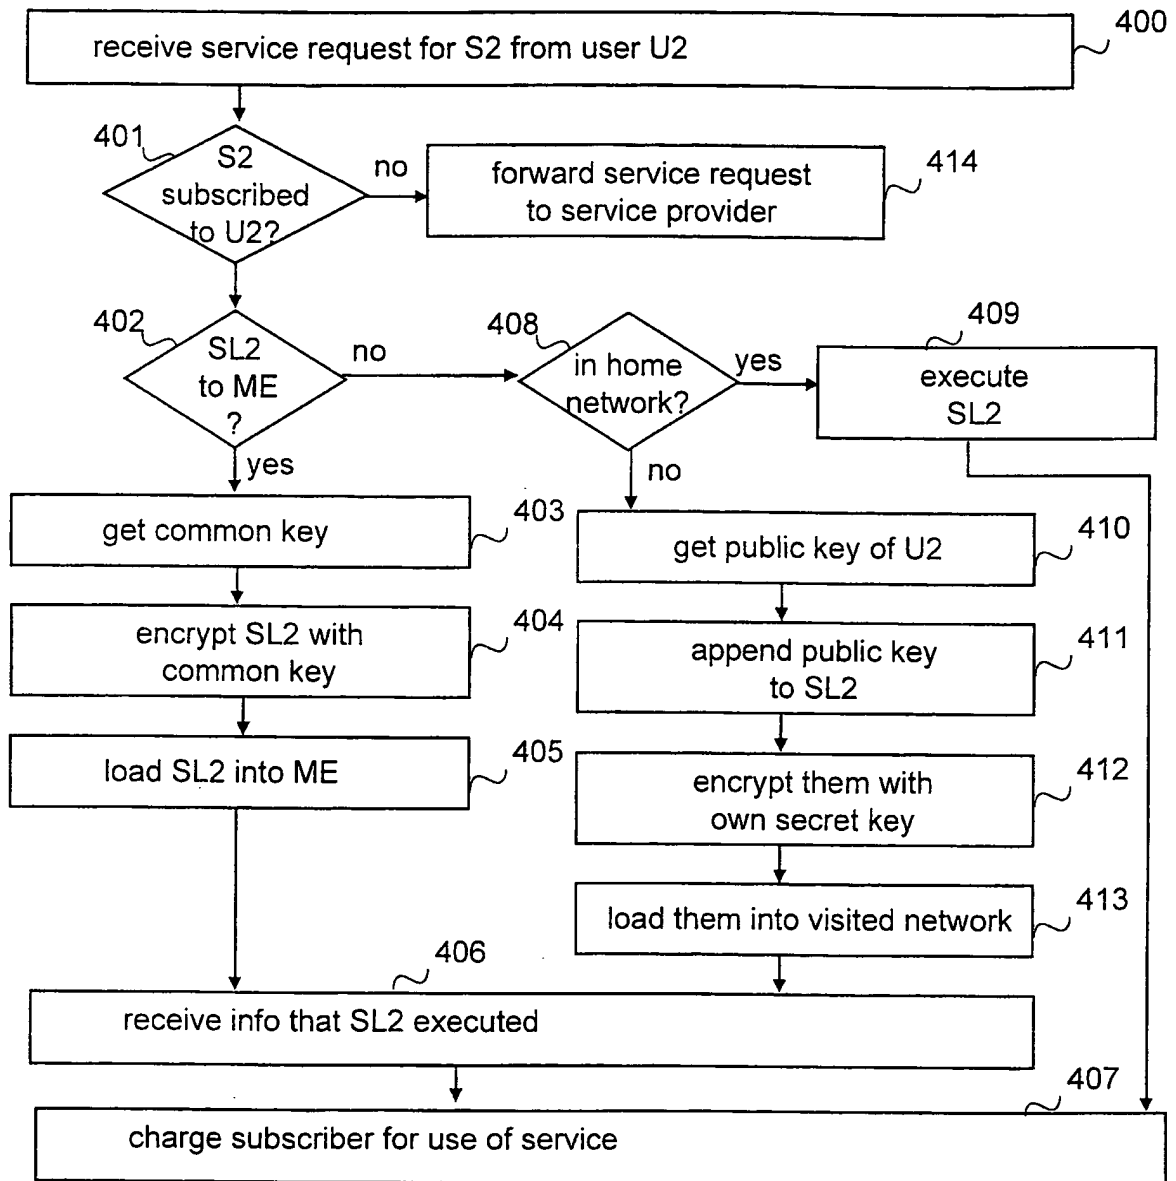 400
receive service request for S2 from user U2
401
S2
subscribed
to U2?
no
forward service request
to service provider
414
402
SL2
to ME
?
no
408
in home
network?
yes
409
execute
SL2
yes
no
get common key
403
get public key of U2
410
encrypt SL2 with
common key
404
append public key
to SL2
411
load SL2 into ME
405
encrypt them with
own secret key
412
load them into visited network
413
406
receive info that SL2 executed
407
charge subscriber for use of service